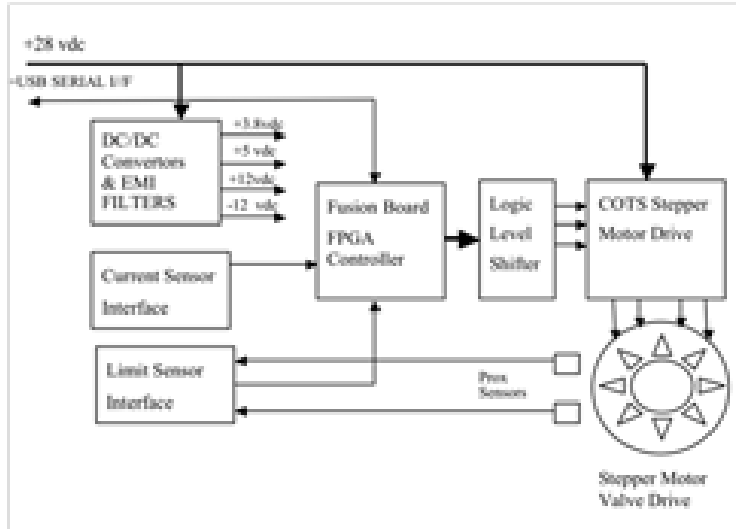 +28 vdc
+USB SERIAL I/F
DC/DC
Convertors
& EMI
FILTERS
+3.8vdc
+5 vdc
+12vdc
-12 vdc
Fusion Board
FPGA
Controller
Logic
Level
Shifter
COTS Stepper
Motor Drive
Current Sensor
Interface
Limit Sensor
Interface
Prox
Sensors
Stepper Motor
Valve Drive